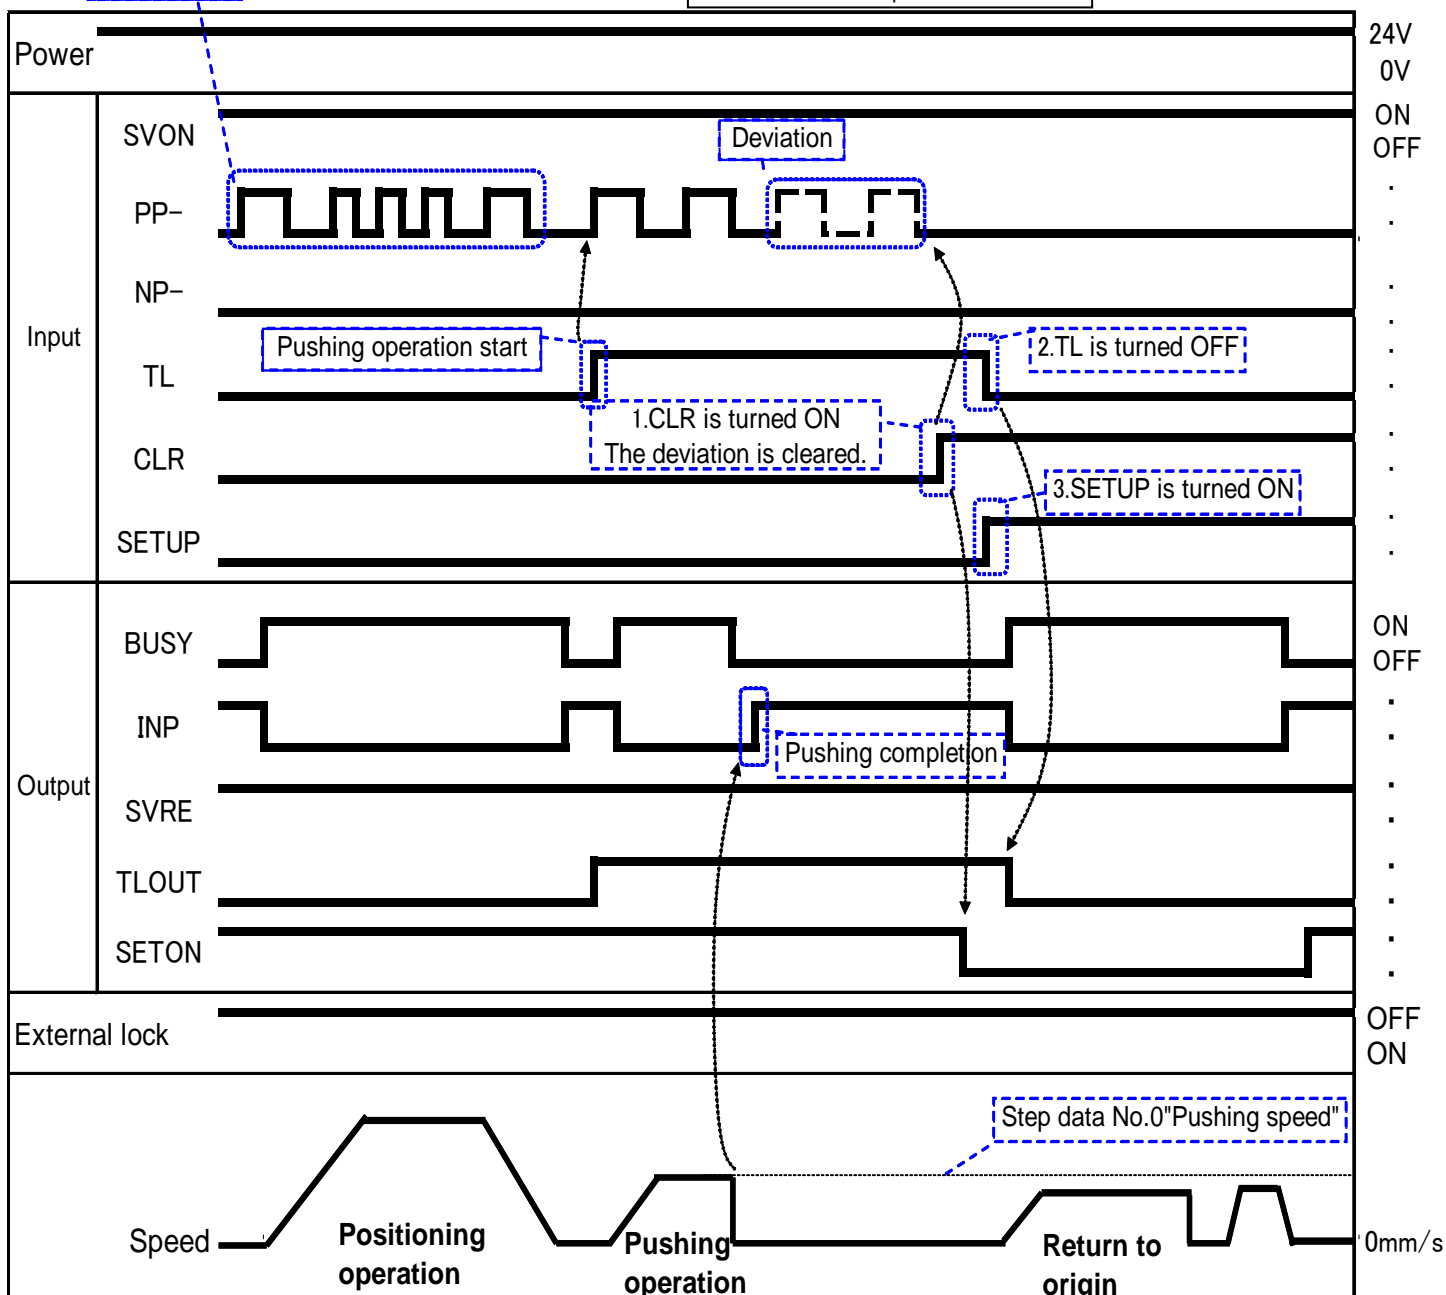 Power
24V
0V
Input
SVON
ON
OFF
Deviation
PP-
NP-
Pushing operation start
2.TL is turned OFF
TL
1.CLR is turned ON
The deviation is cleared.
CLR
3.SETUP is turned ON
SETUP
Output
BUSY
ON
OFF
INP
Pushing completion
SVRE
TLOUT
SETON
External lock
OFF
ON
Step data No.0"Pushing speed"
Speed
Positioning
operation
Pushing
operation
Return to
origin
0mm/s